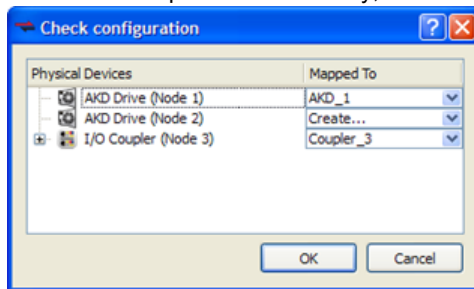 Check configuration
Physical Devices Mapped To
AKD Drive (Node 1) AKD_1
AKD Drive (Node 2) Create...
I/O Coupler (Node 3) Coupler_3
OK Cancel